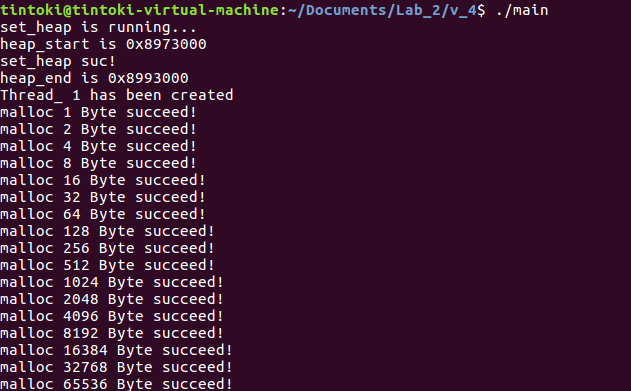 tintoki@tintoki-virtual-machine:~/Documents/Lab_2/v_4$ ./main
set_heap is running...
heap_start is 0x8973000
set_heap suc!
heap_end is 0x8993000
Thread_ 1 has been created
malloc 1 Byte succeed!
malloc 2 Byte succeed!
malloc 4 Byte succeed!
malloc 8 Byte succeed!
malloc 16 Byte succeed!
malloc 32 Byte succeed!
malloc 64 Byte succeed!
malloc 128 Byte succeed!
malloc 256 Byte succeed!
malloc 512 Byte succeed!
malloc 1024 Byte succeed!
malloc 2048 Byte succeed!
malloc 4096 Byte succeed!
malloc 8192 Byte succeed!
malloc 16384 Byte succeed!
malloc 32768 Byte succeed!
malloc 65536 Byte succeed!